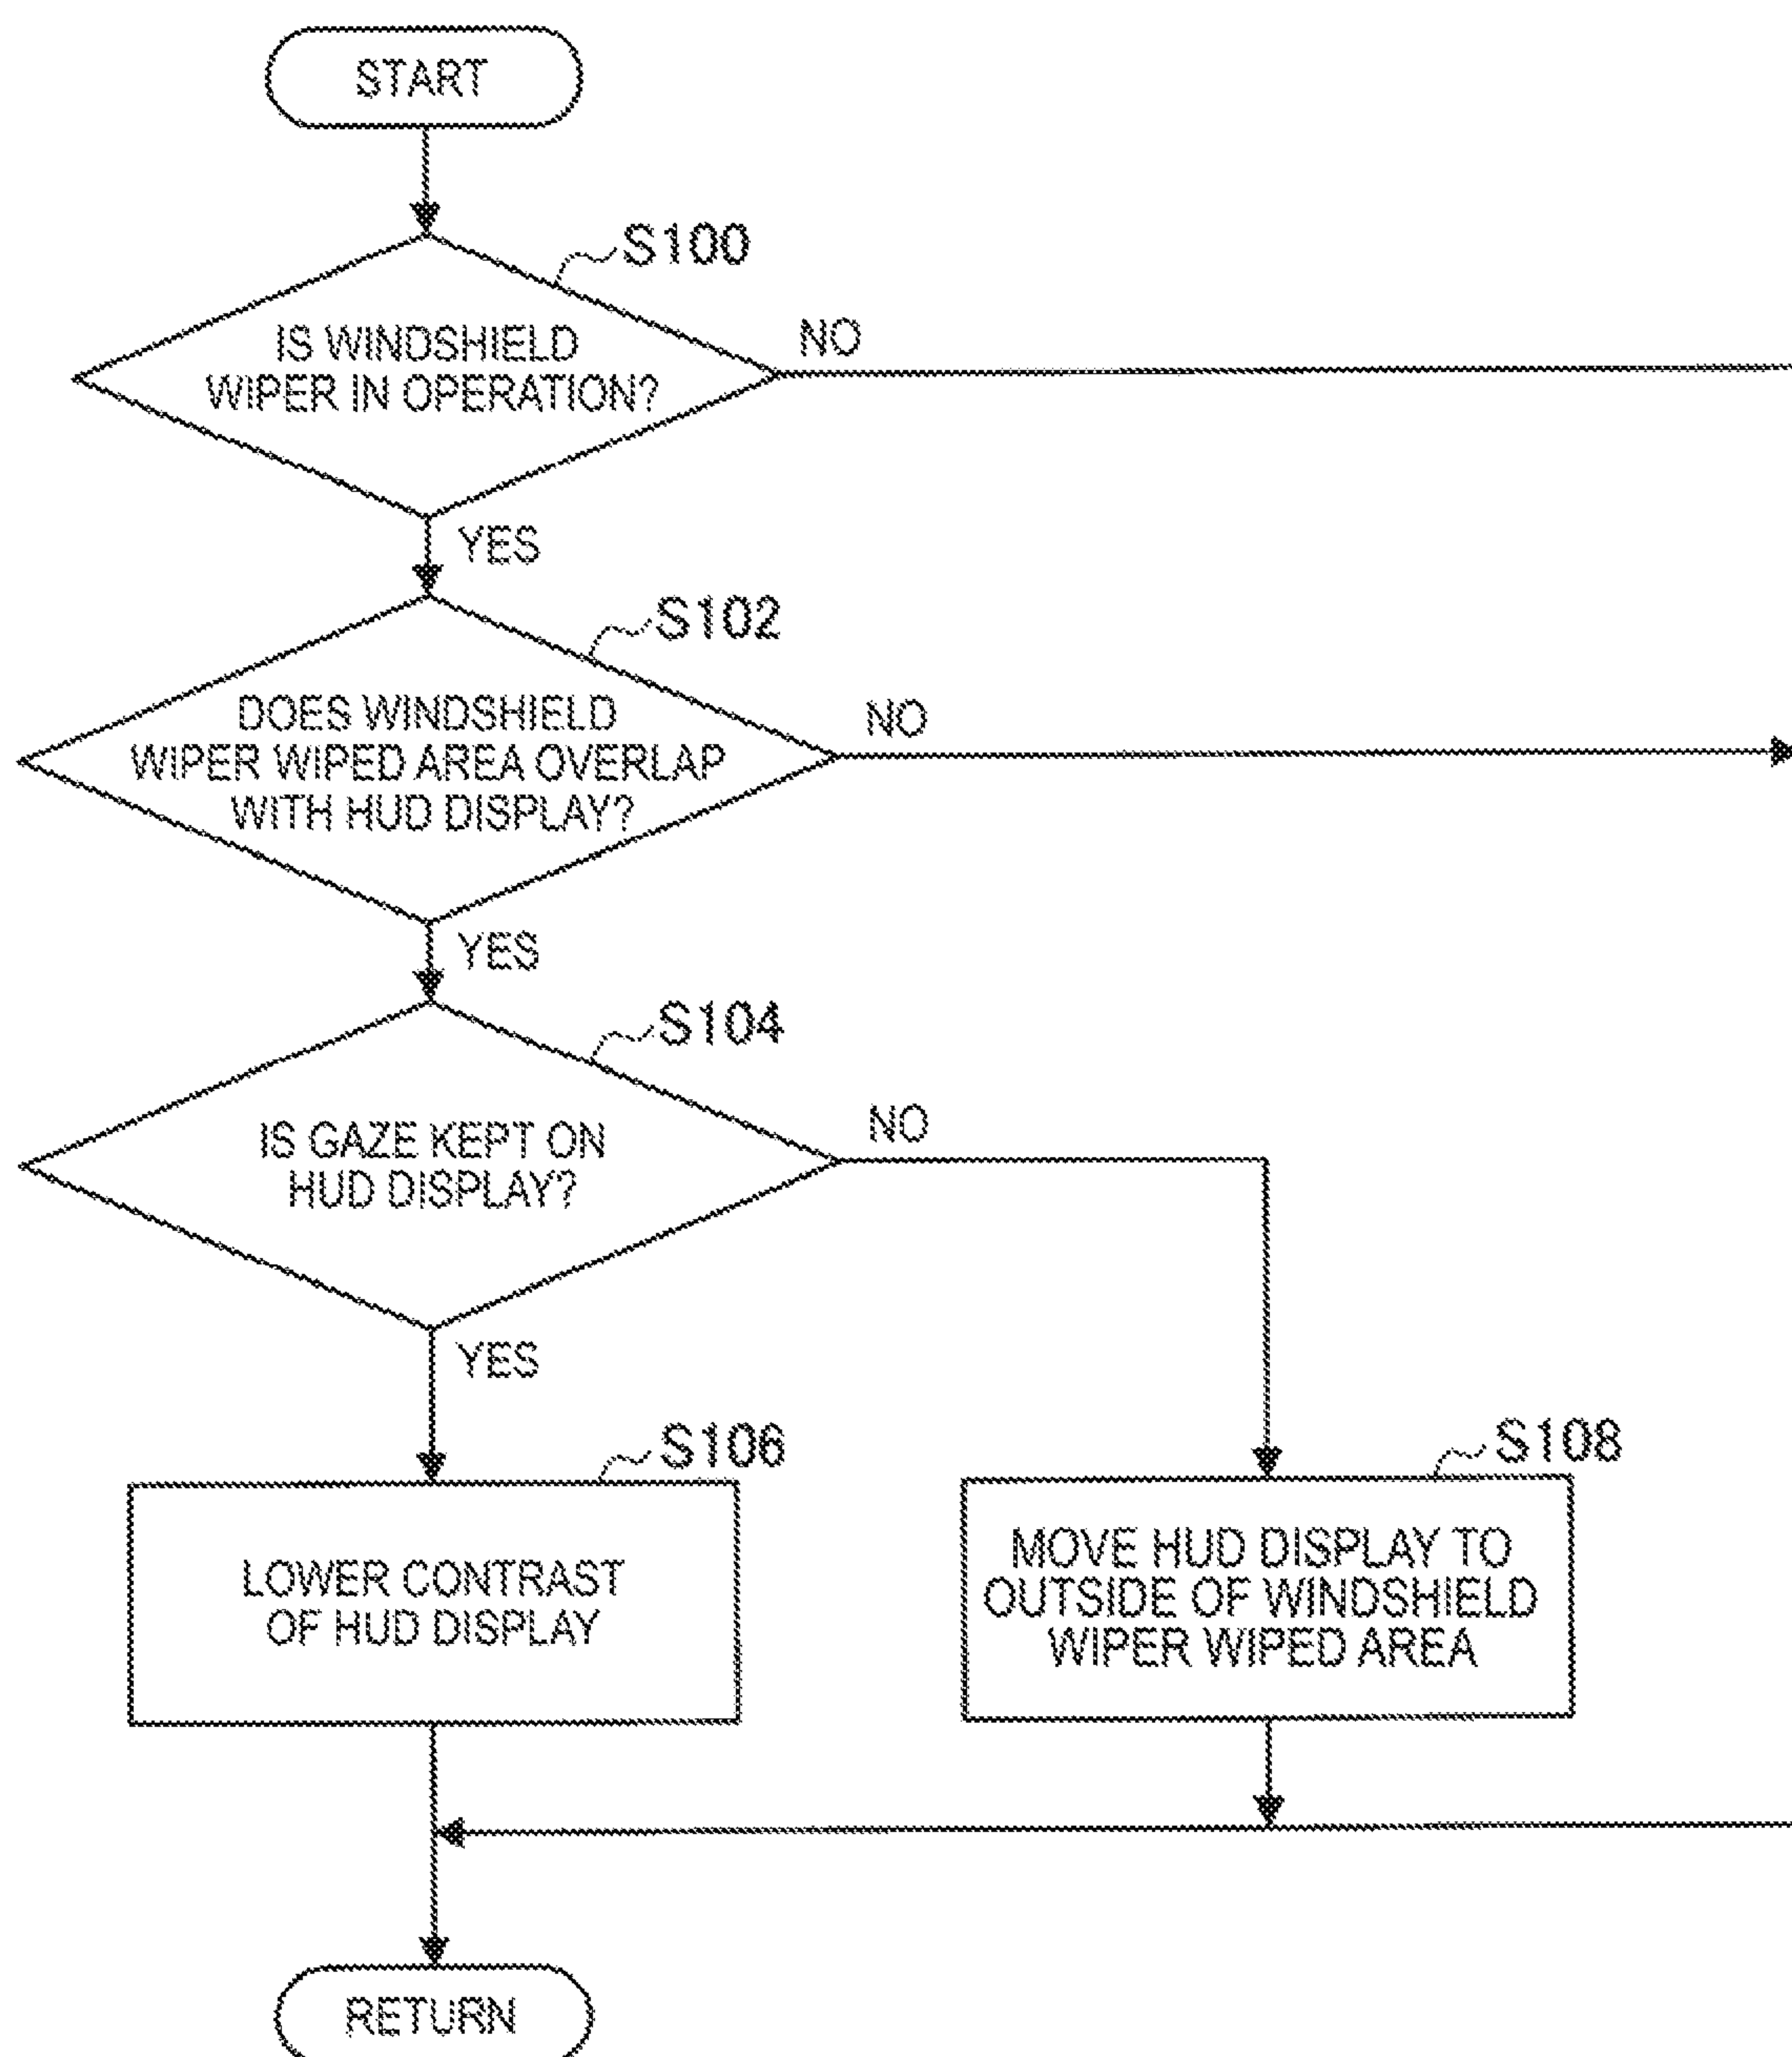 START
S100
IS WINDSHIELD
WIPER IN OPERATION?
NO
YES
S102
DOES WINDSHIELD
WIPER WIPED AREA OVERLAP
WITH HUD DISPLAY?
NO
YES
S104
IS GAZE KEPT ON
HUD DISPLAY?
NO
YES
S106
LOWER CONTRAST
OF HUD DISPLAY
S108
MOVE HUD DISPLAY TO
OUTSIDE OF WINDSHIELD
WIPER WIPED AREA
RETURN